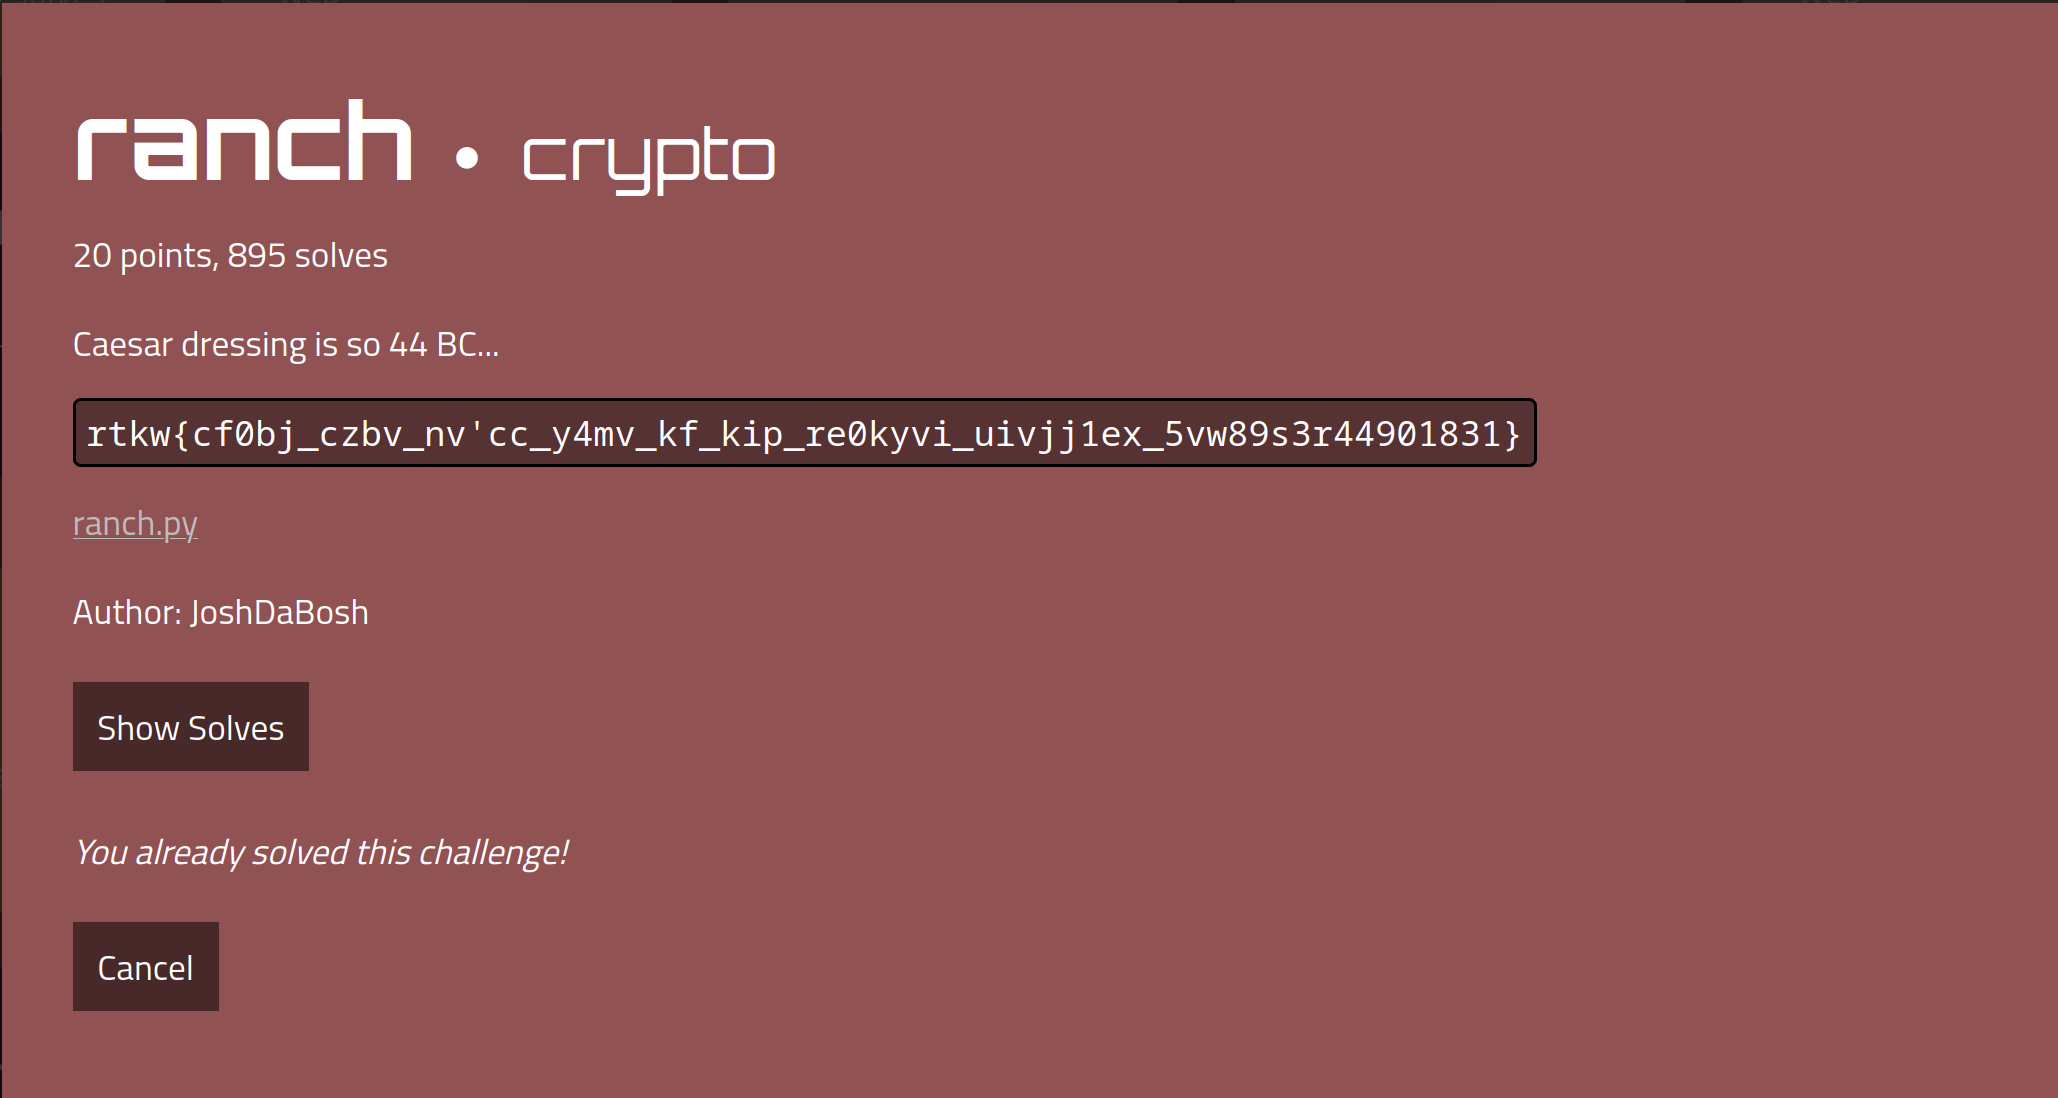 ranch • crypto
20 points, 895 solves
Caesar dressing is so 44 BC...
rtkw{cf0bj_czbv_nv'cc_y4mv_kf_kip_re0kyvi_uivjj1ex_5vw89s3r44901831}
ranch.py
Author: JoshDaBosh
Show Solves
You already solved this challenge!
Cancel